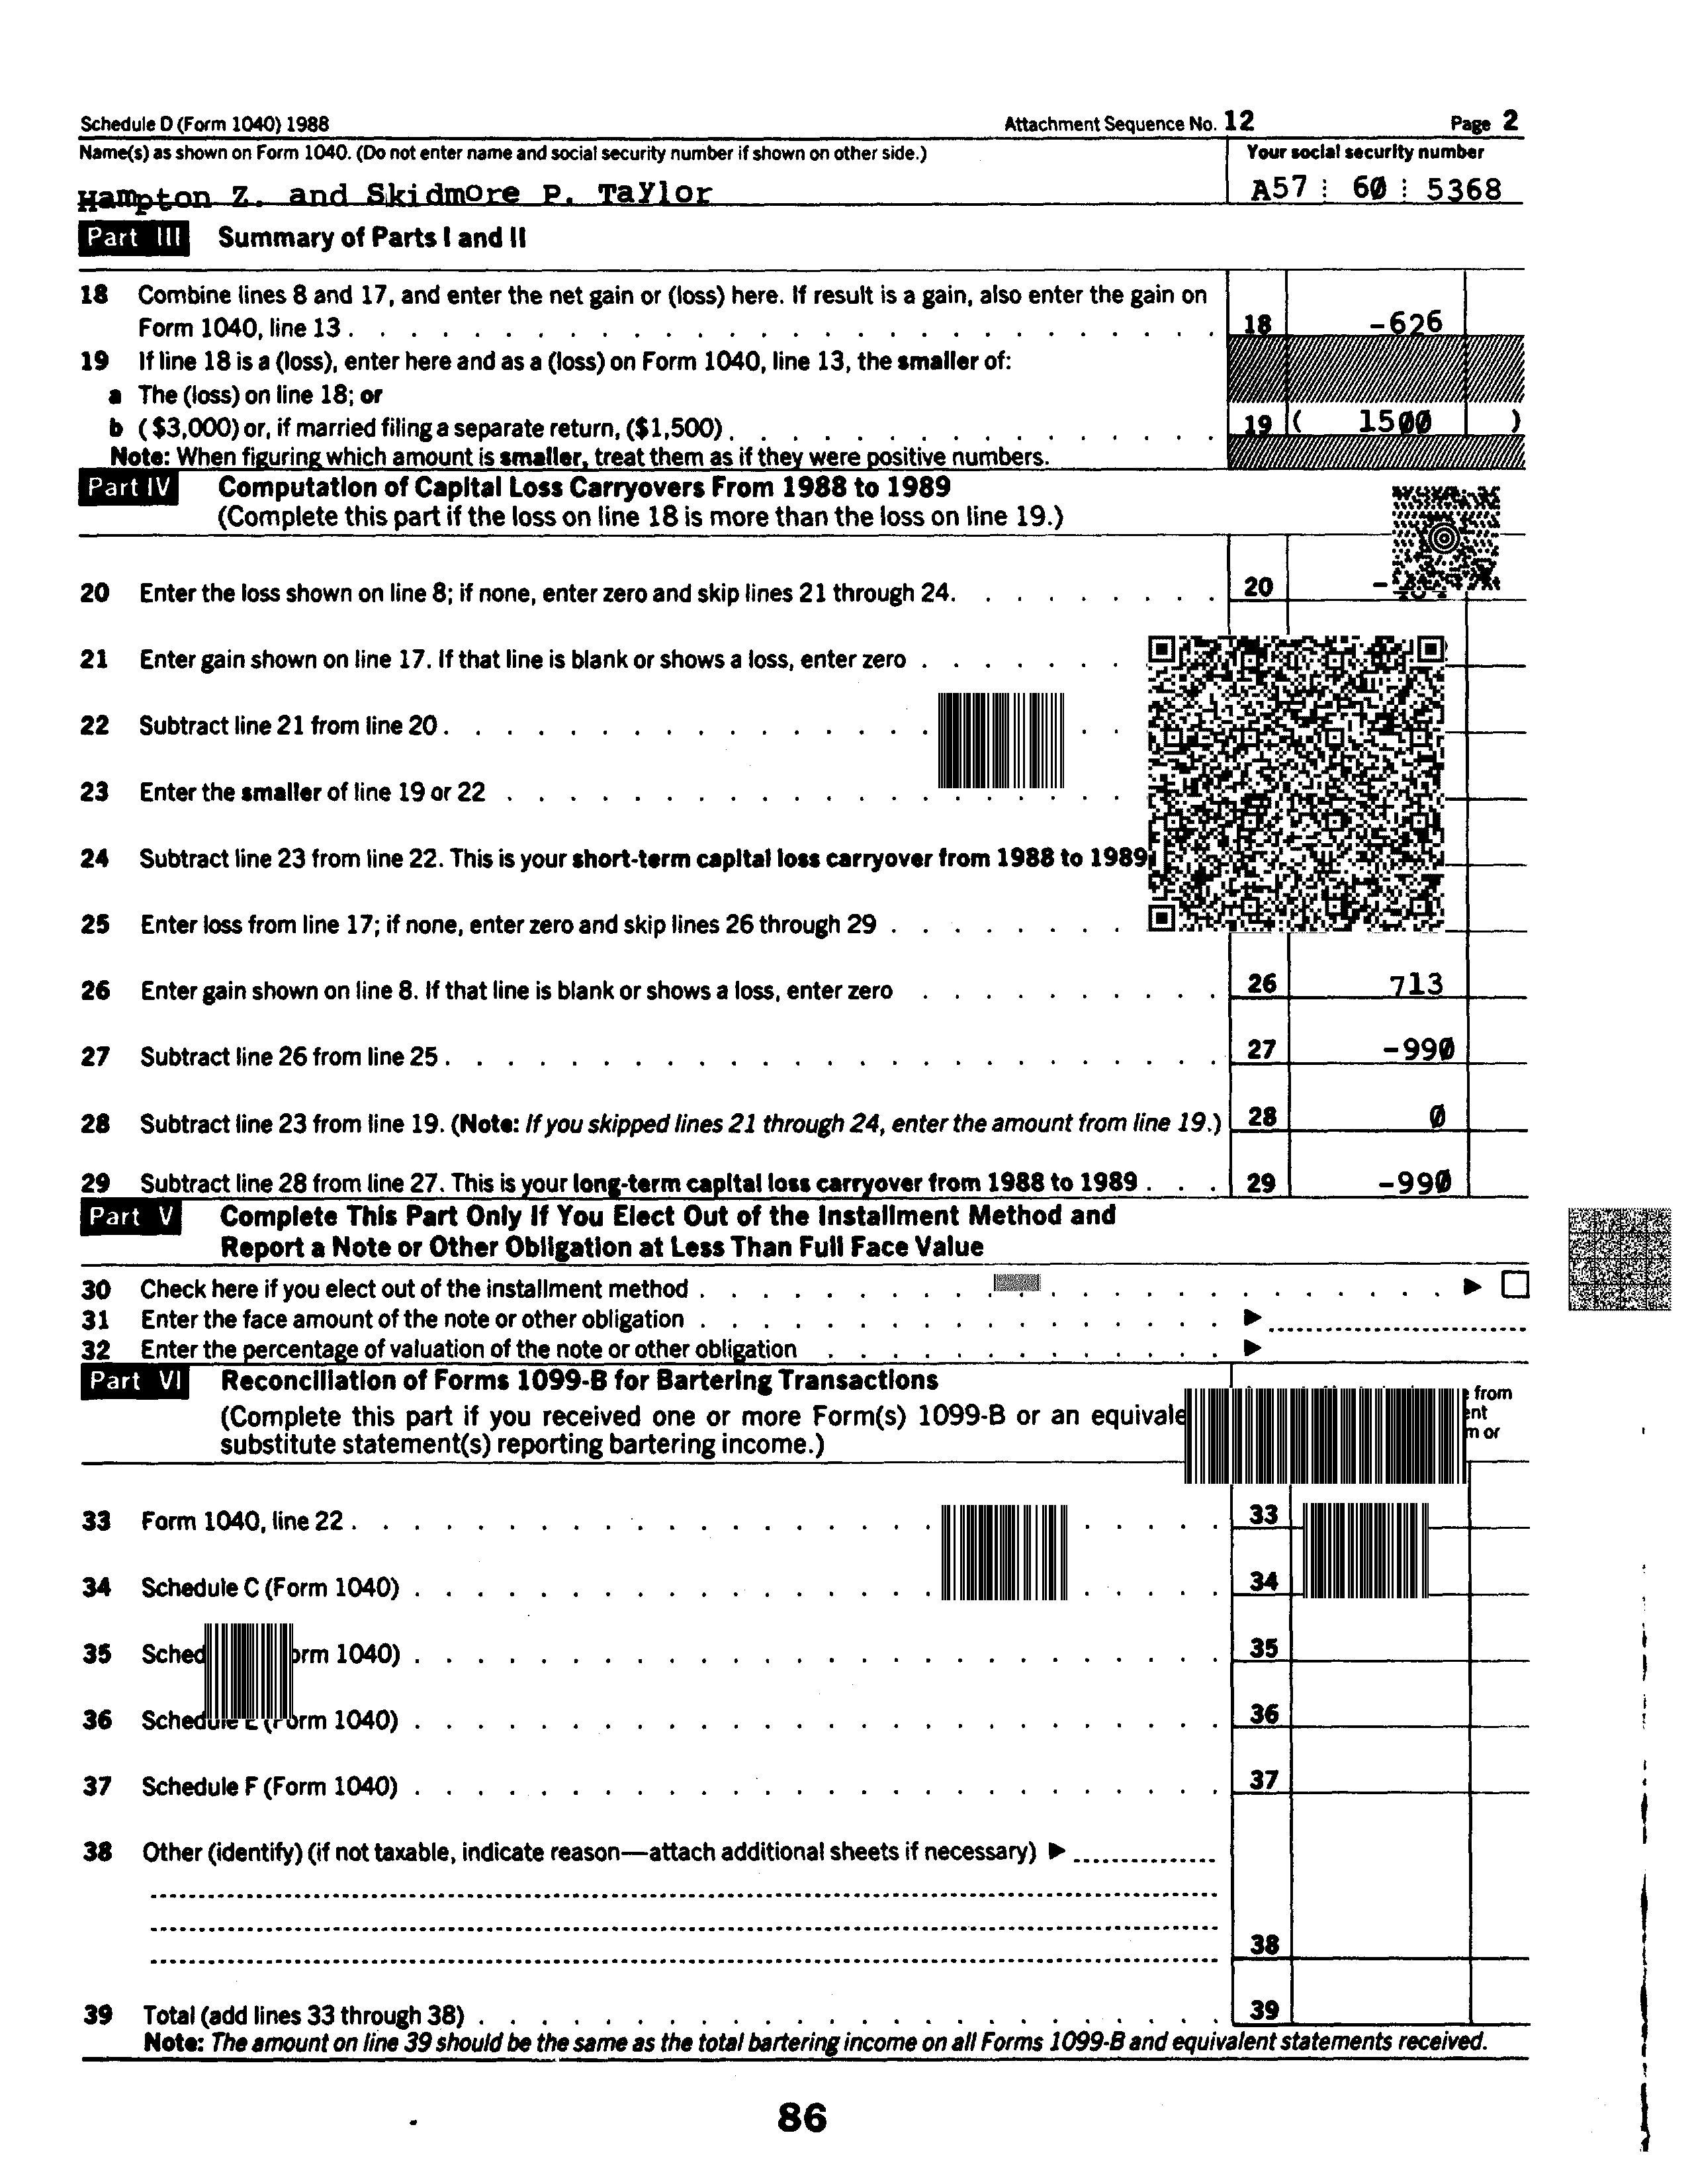 Schedule D (Form 1040) 1988 Attachment Sequence No. 12 Page 2
Name(s) as shown on Form 1040. (Do not enter name and social security number if shown on other side.) Your social security number
Hampton Z. and Skidmore P. Taylor A57 60 5368
Part III Summary of Parts I and II
18 Combine lines 8 and 17, and enter the net gain or (loss) here. If result is a gain, also enter the gain on
Form 1040, line 13 . . . 18 -626
19 If line 18 is a (loss), enter here and as a (loss) on Form 1040, line 13, the smaller of:
a The (loss) on line 18; or
b ($3,000) or, if married filing a separate return, ($1,500) . . . 19 ( 1500 )
Note: When figuring which amount is smaller, treat them as if they were positive numbers.
Part IV Computation of Capital Loss Carryovers From 1988 to 1989
(Complete this part if the loss on line 18 is more than the loss on line 19.)
20 Enter the loss shown on line 8; if none, enter zero and skip lines 21 through 24. . . . 20
21 Enter gain shown on line 17. If that line is blank or shows a loss, enter zero . . .
22 Subtract line 21 from line 20 . . .
23 Enter the smaller of line 19 or 22 . . .
24 Subtract line 23 from line 22. This is your short-term capital loss carryover from 1988 to 1989
25 Enter loss from line 17; if none, enter zero and skip lines 26 through 29 . . .
26 Enter gain shown on line 8. If that line is blank or shows a loss, enter zero . . . 26 713
27 Subtract line 26 from line 25 . . . 27 -990
28 Subtract line 23 from line 19. (Note: If you skipped lines 21 through 24, enter the amount from line 19.) 28 0
29 Subtract line 28 from line 27. This is your long-term capital loss carryover from 1988 to 1989 . . . 29 -990
Part V Complete This Part Only If You Elect Out of the Installment Method and
Report a Note or Other Obligation at Less Than Full Face Value
30 Check here if you elect out of the installment method . . . ▶ ☐
31 Enter the face amount of the note or other obligation . . . ▶
32 Enter the percentage of valuation of the note or other obligation . . . ▶
Part VI Reconciliation of Forms 1099-B for Bartering Transactions
from
(Complete this part if you received one or more Form(s) 1099-B or an
or
substitute statement(s) reporting bartering income.)
33 Form 1040, line 22 . . . 33
34 Schedule C (Form 1040) . . . 34
35 1040) . . . 35
36 Schedule E (Form 1040) . . . 36
37 Schedule F (Form 1040) . . . 37
38 Other (identify) (if not taxable, indicate reason—attach additional sheets if necessary) ▶
38
39 Total (add lines 33 through 38) . . . 39
Note: The amount on line 39 should be the same as the total bartering income on all Forms 1099-B and equivalent statements received.
86